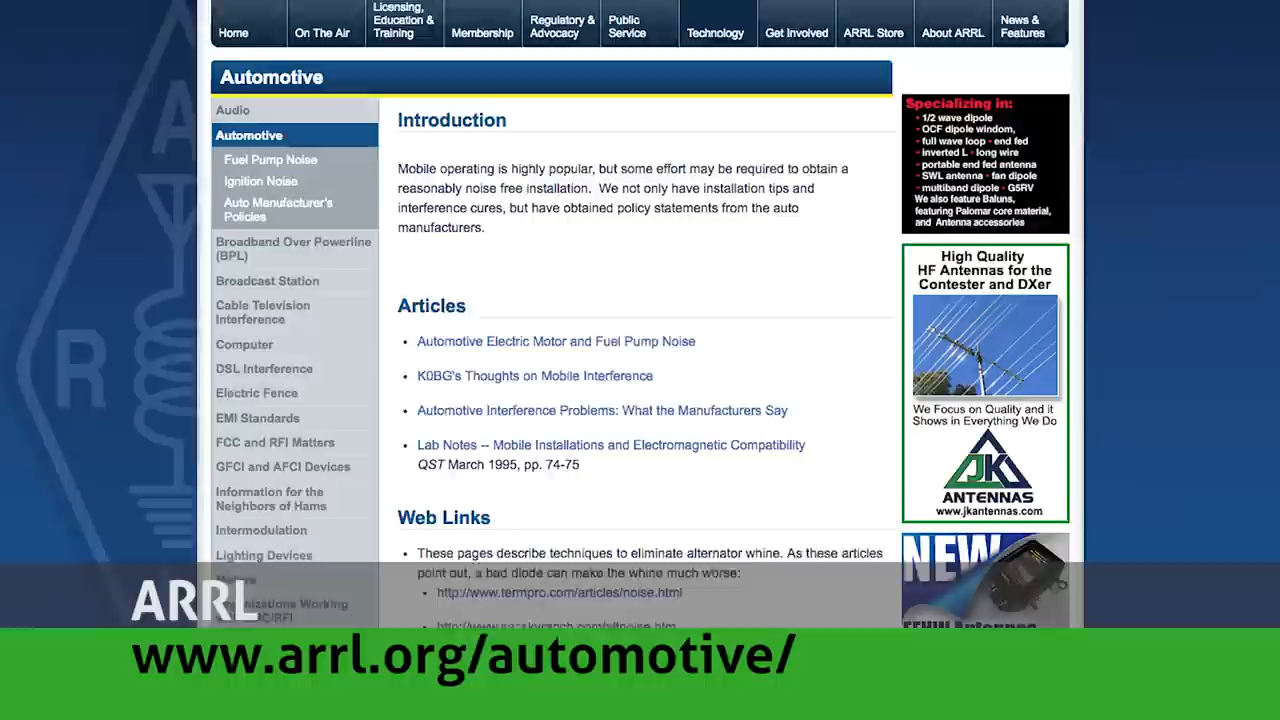 Home
On The Air
Licensing,
Education &
Training
Membership
Regulatory &
Advocacy
Public
Service
Technology
Get Involved
ARRL Store
About ARRL
News &
Features
Automotive
Audio
Automotive
Fuel Pump Noise
Ignition Noise
Auto Manufacturer's
Policies
Broadband Over Powerline
(BPL)
Broadcast Station
Cable Television
Interference
Computer
DSL Interference
Electric Fence
EMI Standards
FCC and RFI Matters
GFCI and AFCI Devices
Information for the
Neighbors of Hams
Intermodulation
Lighting Devices
Introduction
Mobile operating is highly popular, but some effort may be required to obtain a
reasonably noise free installation. We not only have installation tips and
interference cures, but have obtained policy statements from the auto
manufacturers.
Articles
• Automotive Electric Motor and Fuel Pump Noise
• K0BG's Thoughts on Mobile Interference
• Automotive Interference Problems: What the Manufacturers Say
• Lab Notes -- Mobile Installations and Electromagnetic Compatibility
QST March 1995, pp. 74-75
Web Links
• These pages describe techniques to eliminate alternator whine. As these articles
point out, a bad diode can make the whine much worse:
• http://www.termpro.com/articles/noise.html
Specializing in:
• 1/2 wave dipole
• OCF dipole windom,
• full wave loop • end fed
• inverted L • long wire
• portable end fed antenna
• SWL antenna • fan dipole
• multiband dipole • G5RV
We also feature Baluns,
featuring Palomar core material,
and Antenna accessories
High Quality
HF Antennas for the
Contester and DXer
We Focus on Quality and it
Shows in Everything We Do
JK
ANTENNAS
www.jkantennas.com
NEW
A
R
ARRL
www.arrl.org/automotive/